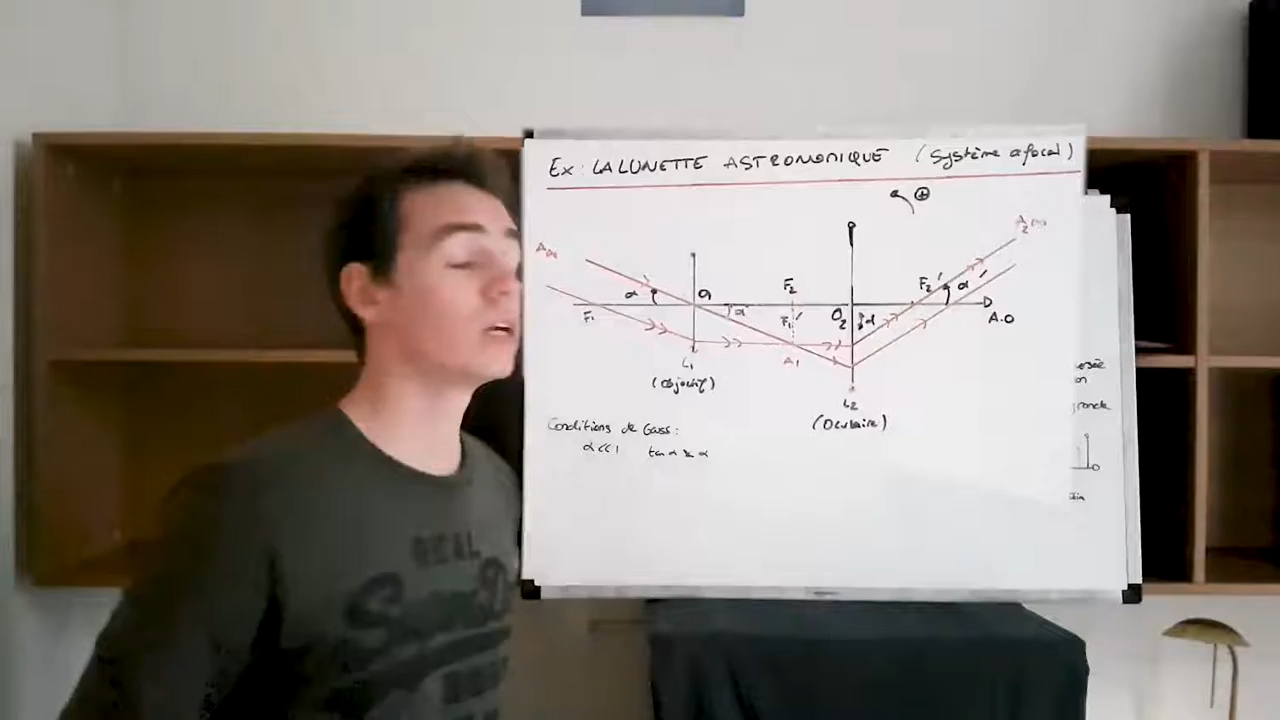 Ex: LA LUNETTE ASTRONOMIQUE (Système afocal)
⊕
A∞
A2(∞)
α
O1
F2
F2'
α'
F1
α
F1'
O2
α
A.O
A1
L1
(Objectif)
L2
(Oculaire)
Conditions de Gauss:
α<<1 tan α ≈ α